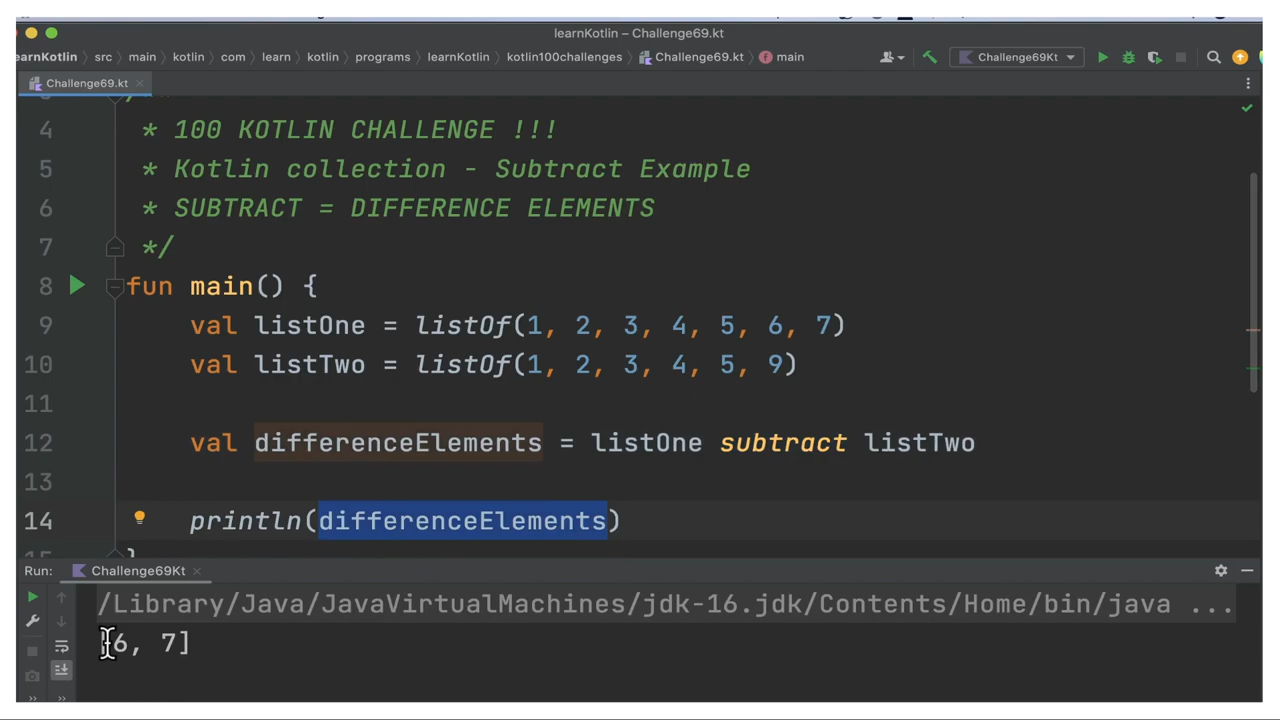 learnKotlin – Challenge69.kt
earnKotlin src main kotlin com learn kotlin programs learnKotlin kotlin100challenges Challenge69.kt main Challenge69Kt
Challenge69.kt
4 * 100 KOTLIN CHALLENGE !!!
5 * Kotlin collection - Subtract Example
6 * SUBTRACT = DIFFERENCE ELEMENTS
7 */
8 fun main() {
9 val listOne = listOf(1, 2, 3, 4, 5, 6, 7)
10 val listTwo = listOf(1, 2, 3, 4, 5, 9)
11
12 val differenceElements = listOne subtract listTwo
13
14 println(differenceElements)
15 }
Run: Challenge69Kt
/Library/Java/JavaVirtualMachines/jdk-16.jdk/Contents/Home/bin/java ...
[6, 7]